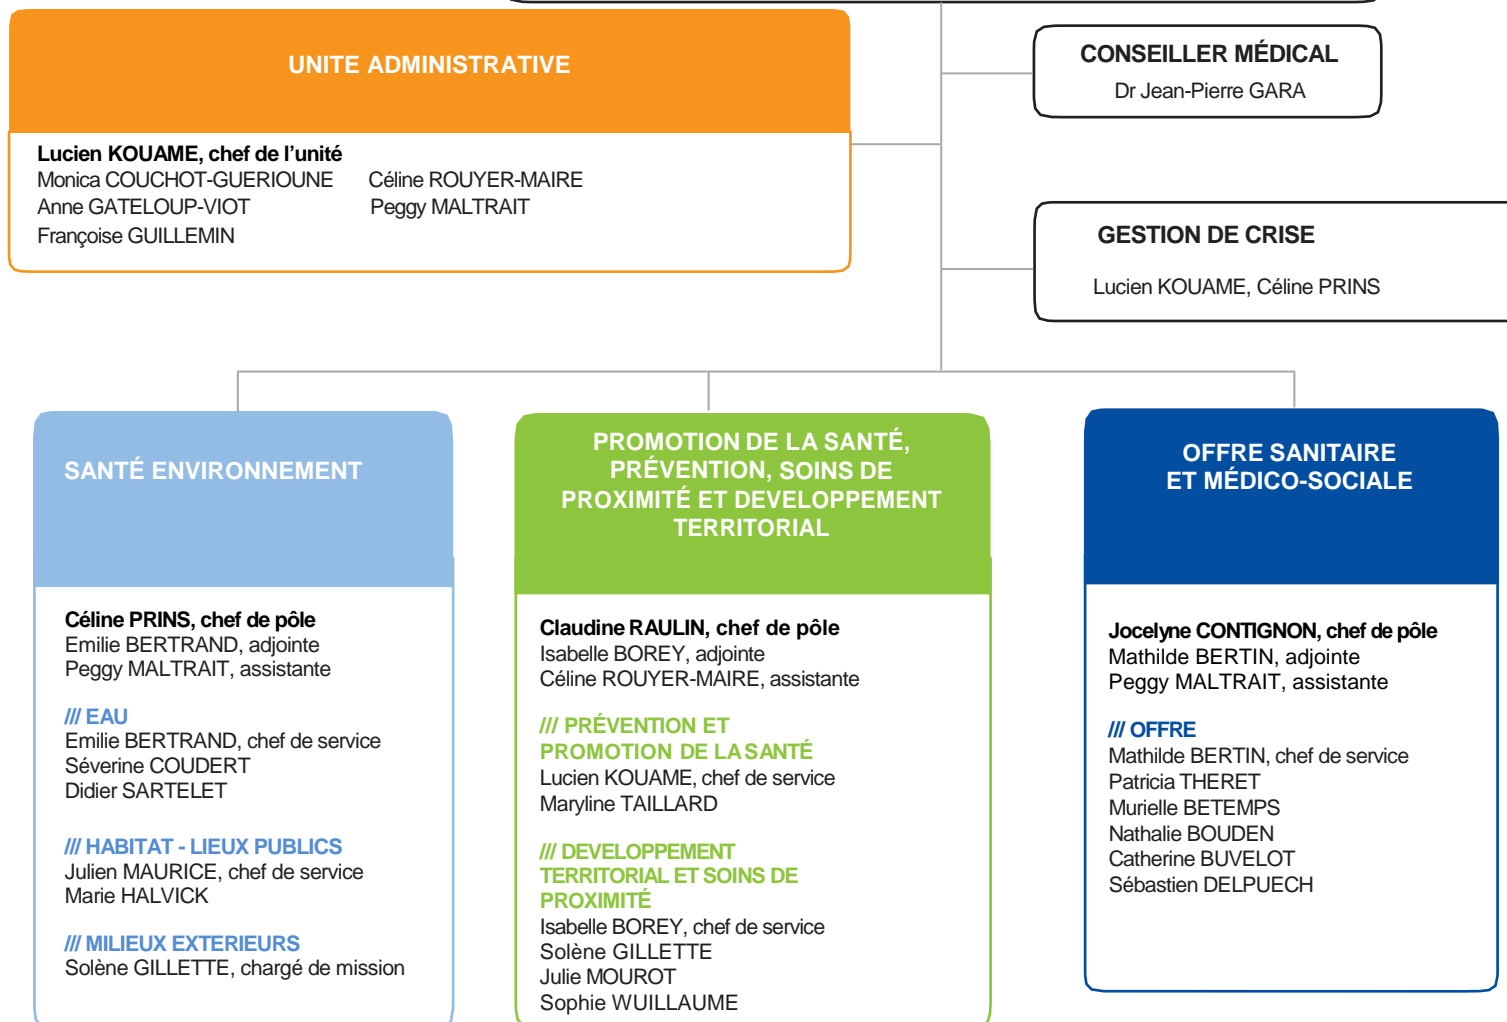 UNITE ADMINISTRATIVE
Lucien KOUAME, chef de l'unité
Monica COUCHOT-GUERIOUNE Céline ROUYER-MAIRE
Anne GATELOUP-VIOT Peggy MALTRAIT
Françoise GUILLEMIN
CONSEILLER MÉDICAL
Dr Jean-Pierre GARA
GESTION DE CRISE
Lucien KOUAME, Céline PRINS
SANTÉ ENVIRONNEMENT
Céline PRINS, chef de pôle
Emilie BERTRAND, adjointe
Peggy MALTRAIT, assistante
/// EAU
Emilie BERTRAND, chef de service
Séverine COUDERT
Didier SARTELET
/// HABITAT - LIEUX PUBLICS
Julien MAURICE, chef de service
Marie HALVICK
/// MILIEUX EXTERIEURS
Solène GILLETTE, chargé de mission
PROMOTION DE LA SANTÉ,
PRÉVENTION, SOINS DE
PROXIMITÉ ET DEVELOPPEMENT
TERRITORIAL
Claudine RAULIN, chef de pôle
Isabelle BOREY, adjointe
Céline ROUYER-MAIRE, assistante
/// PRÉVENTION ET
PROMOTION DE LA SANTÉ
Lucien KOUAME, chef de service
Maryline TAILLARD
/// DEVELOPPEMENT
TERRITORIAL ET SOINS DE
PROXIMITÉ
Isabelle BOREY, chef de service
Solène GILLETTE
Julie MOUROT
Sophie WUILLAUME
OFFRE SANITAIRE
ET MÉDICO-SOCIALE
Jocelyne CONTIGNON, chef de pôle
Mathilde BERTIN, adjointe
Peggy MALTRAIT, assistante
/// OFFRE
Mathilde BERTIN, chef de service
Patricia THERET
Murielle BETEMPS
Nathalie BOUDEN
Catherine BUVELOT
Sébastien DELPUECH